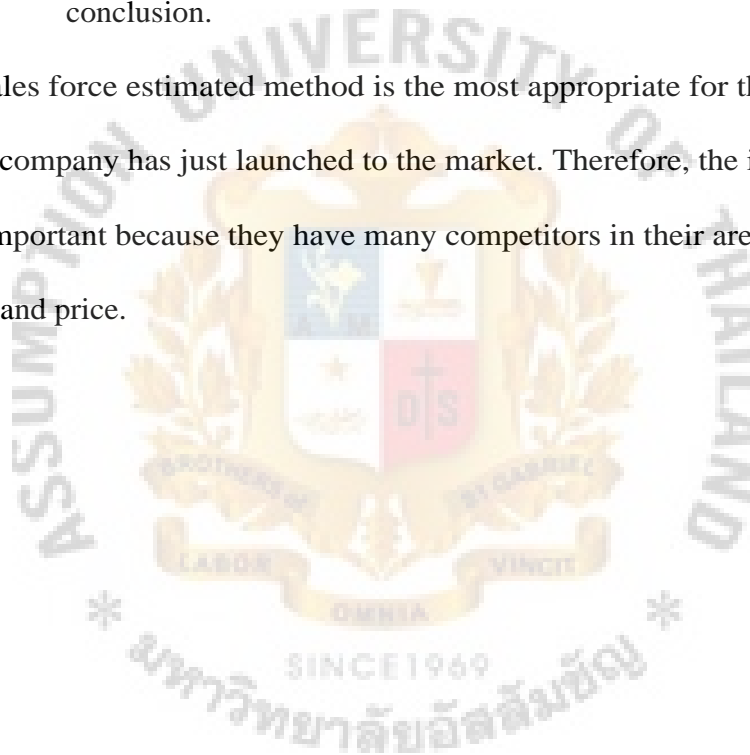 conclusion.
ales force estimated method is the most appropriate for th
company has just launched to the market. Therefore, the i
mportant because they have many competitors in their are
and price.
ASSUMPTION UNIVERSITY OF THAILAND
A M
D S
BROTHERS of
ST GABRIEL
LABOR
VINCIT
OMNIA
SINCE1969
* มหาวิทยาลัยอัสสัมชัญ *